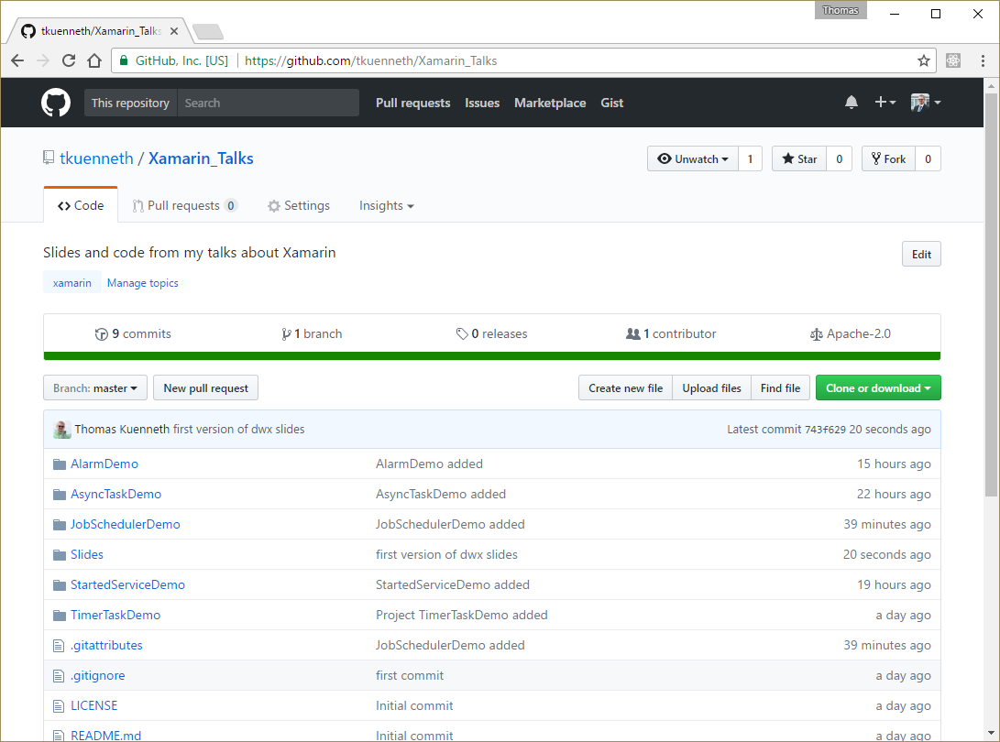 Thomas
tkuenneth/Xamarin_Talks
GitHub, Inc. [US] https://github.com/tkuenneth/Xamarin_Talks
This repository Search Pull requests Issues Marketplace Gist
tkuenneth / Xamarin_Talks Unwatch 1 Star 0 Fork 0
Code Pull requests 0 Settings Insights
Slides and code from my talks about Xamarin Edit
xamarin Manage topics
9 commits 1 branch 0 releases 1 contributor Apache-2.0
Branch: master New pull request Create new file Upload files Find file Clone or download
Thomas Kuenneth first version of dwx slides Latest commit 743f629 20 seconds ago
AlarmDemo AlarmDemo added 15 hours ago
AsyncTaskDemo AsyncTaskDemo added 22 hours ago
JobSchedulerDemo JobSchedulerDemo added 39 minutes ago
Slides first version of dwx slides 20 seconds ago
StartedServiceDemo StartedServiceDemo added 19 hours ago
TimerTaskDemo Project TimerTaskDemo added a day ago
.gitattributes JobSchedulerDemo added 39 minutes ago
.gitignore first commit a day ago
LICENSE Initial commit a day ago
README.md Initial commit a day ago